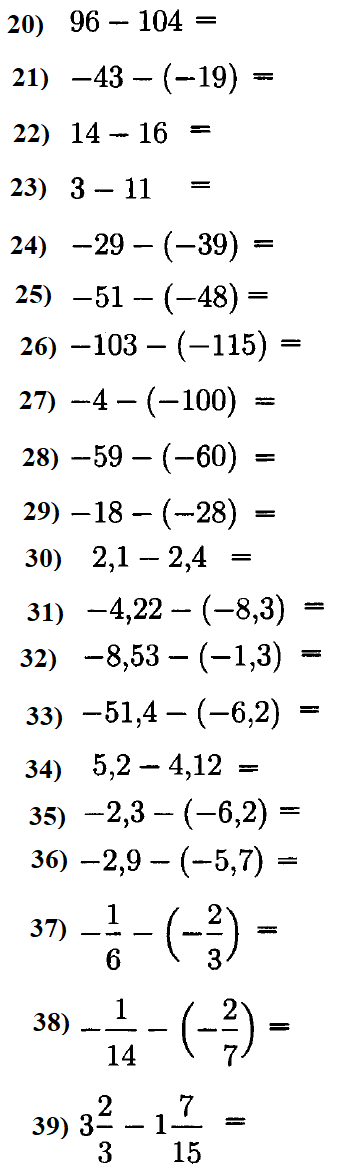 20) 96 − 104 =
21) −43 − (−19) =
22) 14 − 16 =
23) 3 − 11 =
24) −29 − (−39) =
25) −51 − (−48) =
26) −103 − (−115) =
27) −4 − (−100) =
28) −59 − (−60) =
29) −18 − (−28) =
30) 2,1 − 2,4 =
31) −4,22 − (−8,3) =
32) −8,53 − (−1,3) =
33) −51,4 − (−6,2) =
34) 5,2 − 4,12 =
35) −2,3 − (−6,2) =
36) −2,9 − (−5,7) =
37) −1/6 − (−2/3) =
38) −1/14 − (−2/7) =
39) 3 2/3 − 1 7/15 =